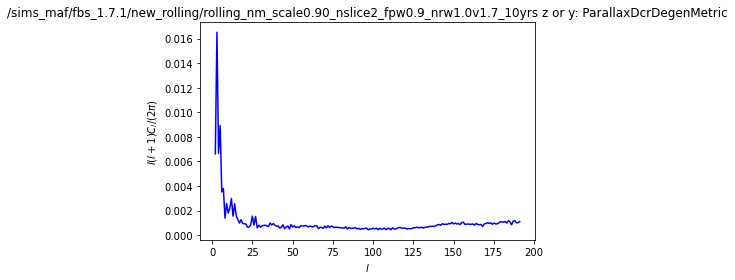 /sims_maf/fbs_1.7.1/new_rolling/rolling_nm_scale0.90_nslice2_fpw0.9_nrw1.0v1.7_10yrs z or y: ParallaxDcrDegenMetric
0.016
0.014
0.012
0.010
0.008
0.006
0.004
0.002
0.000
l(l + 1)Cₗ/(2π)
0 25 50 75 100 125 150 175 200
l